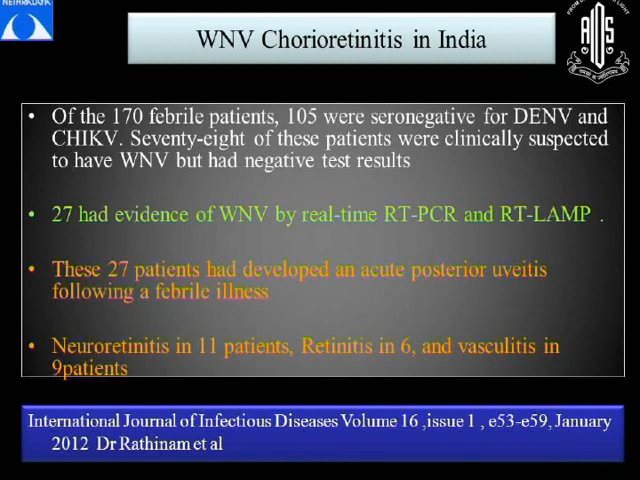 NETHRALAYA
WNV Chorioretinitis in India
• Of the 170 febrile patients, 105 were seronegative for DENV and
CHIKV. Seventy-eight of these patients were clinically suspected
to have WNV but had negative test results
• 27 had evidence of WNV by real-time RT-PCR and RT-LAMP .
• These 27 patients had developed an acute posterior uveitis
following a febrile illness
• Neuroretinitis in 11 patients, Retinitis in 6, and vasculitis in
9patients
International Journal of Infectious Diseases Volume 16 ,issue 1 , e53-e59, January
2012 Dr Rathinam et al